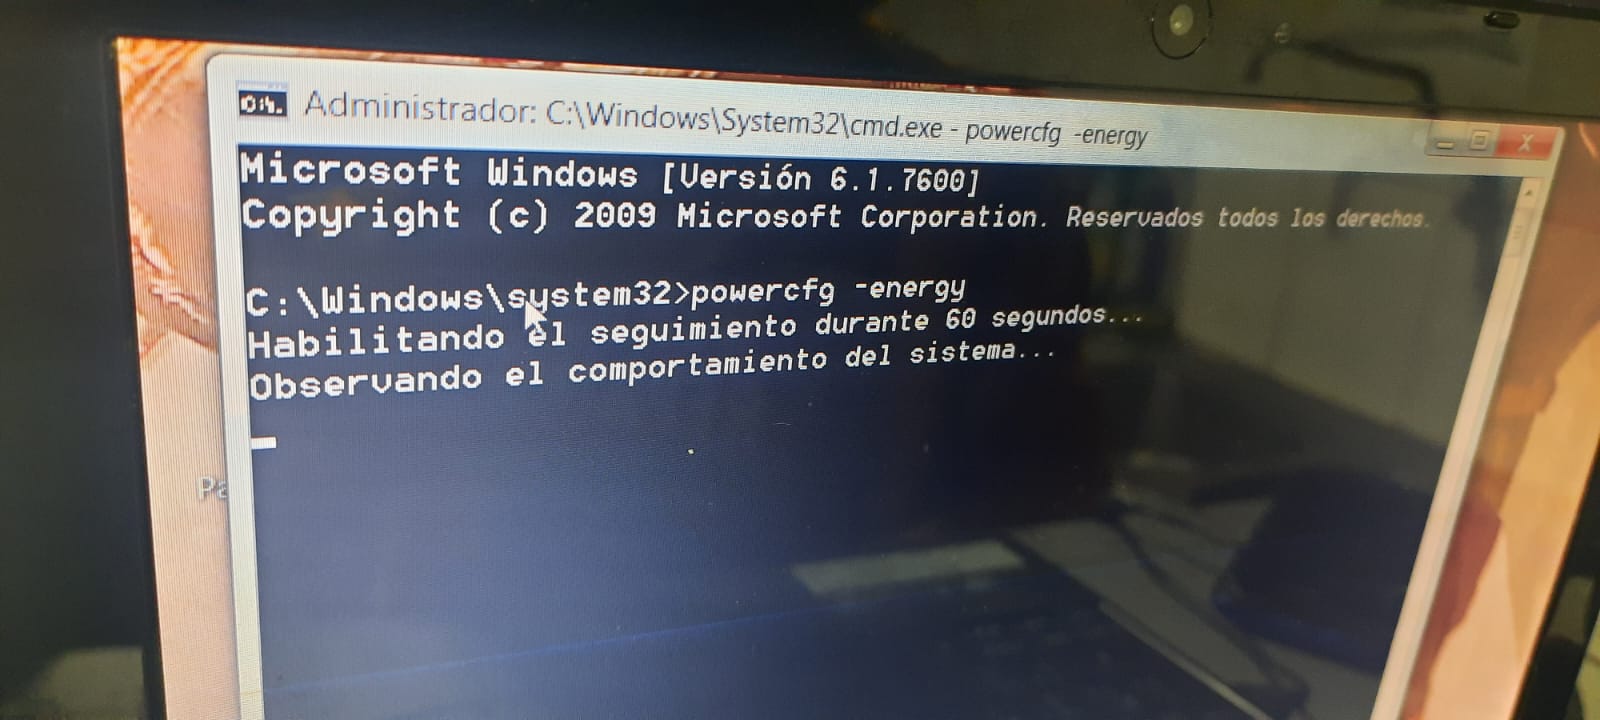 Administrador: C:\Windows\System32\cmd.exe - powercfg -energy
Microsoft Windows [Versión 6.1.7600]
Copyright (c) 2009 Microsoft Corporation. Reservados todos los derechos.
C:\Windows\system32>powercfg -energy
Habilitando el seguimiento durante 60 segundos...
Observando el comportamiento del sistema...